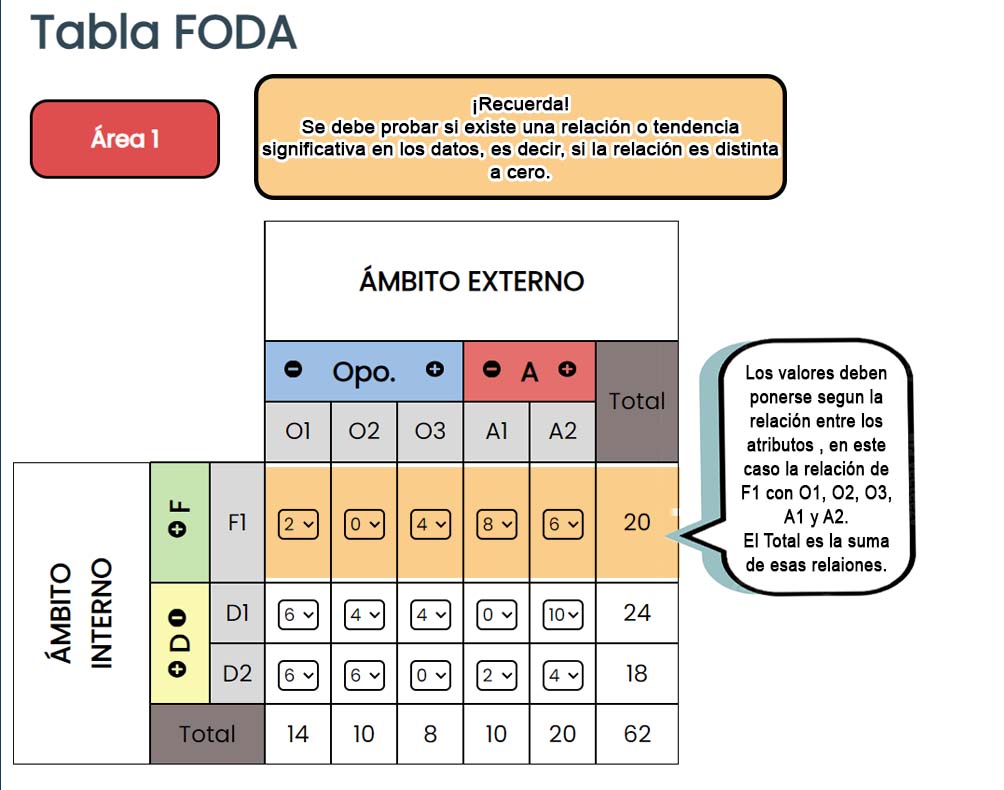 Tabla FODA
Área 1
¡Recuerda!
Se debe probar si existe una relación o tendencia
significativa en los datos, es decir, si la relación es distinta
a cero.
ÁMBITO EXTERNO
Opo. A Total
O1 O2 O3 A1 A2
ÁMBITO
INTERNO
F F1 2 0 4 8 6 20
D D1 6 4 4 0 10 24
D2 6 6 0 2 4 18
Total 14 10 8 10 20 62
Los valores deben
ponerse segun la
relación entre los
atributos , en este
caso la relación de
F1 con O1, O2, O3,
A1 y A2.
El Total es la suma
de esas relaiones.